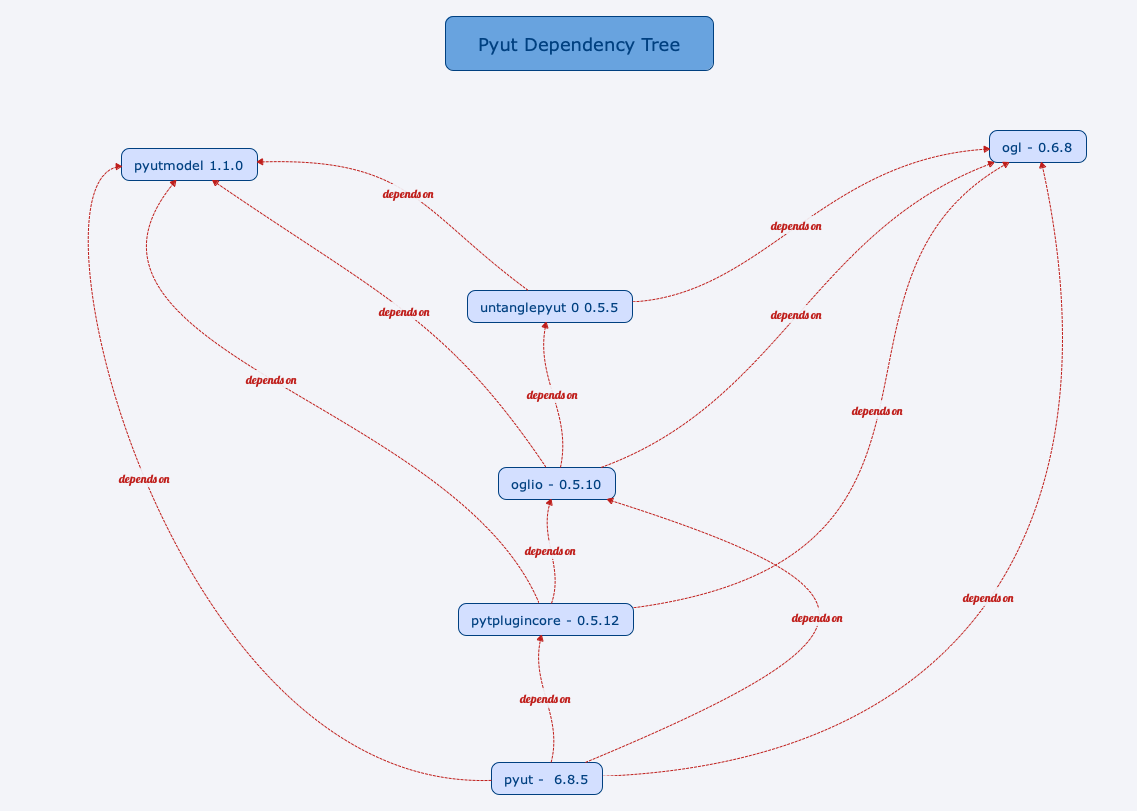 Pyut Dependency Tree
ogl - 0.6.8
pyutmodel 1.1.0
depends on
depends on
untanglepyut 0 0.5.5
depends on
depends on
depends on
depends on
depends on
depends on
oglio - 0.5.10
depends on
depends on
depends on
pytplugincore - 0.5.12
depends on
depends on
pyut -  6.8.5